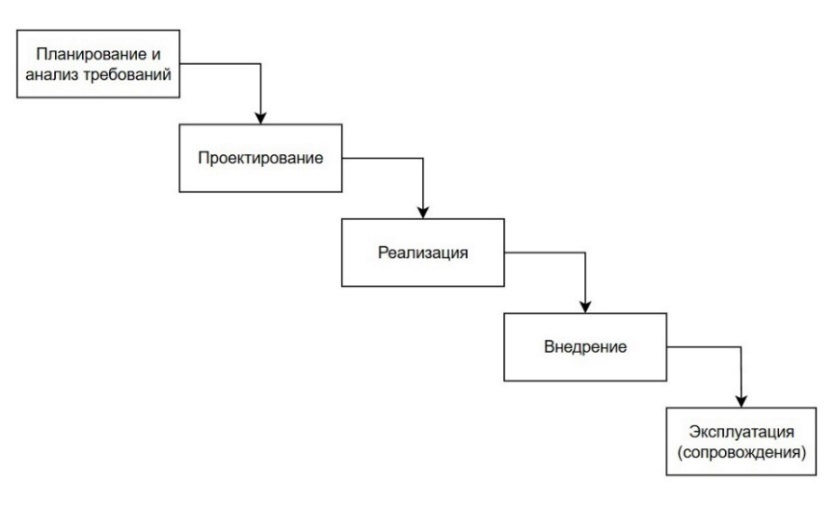 Планирование и
анализ требований
Проектирование
Реализация
Внедрение
Эксплуатация
(сопровождения)